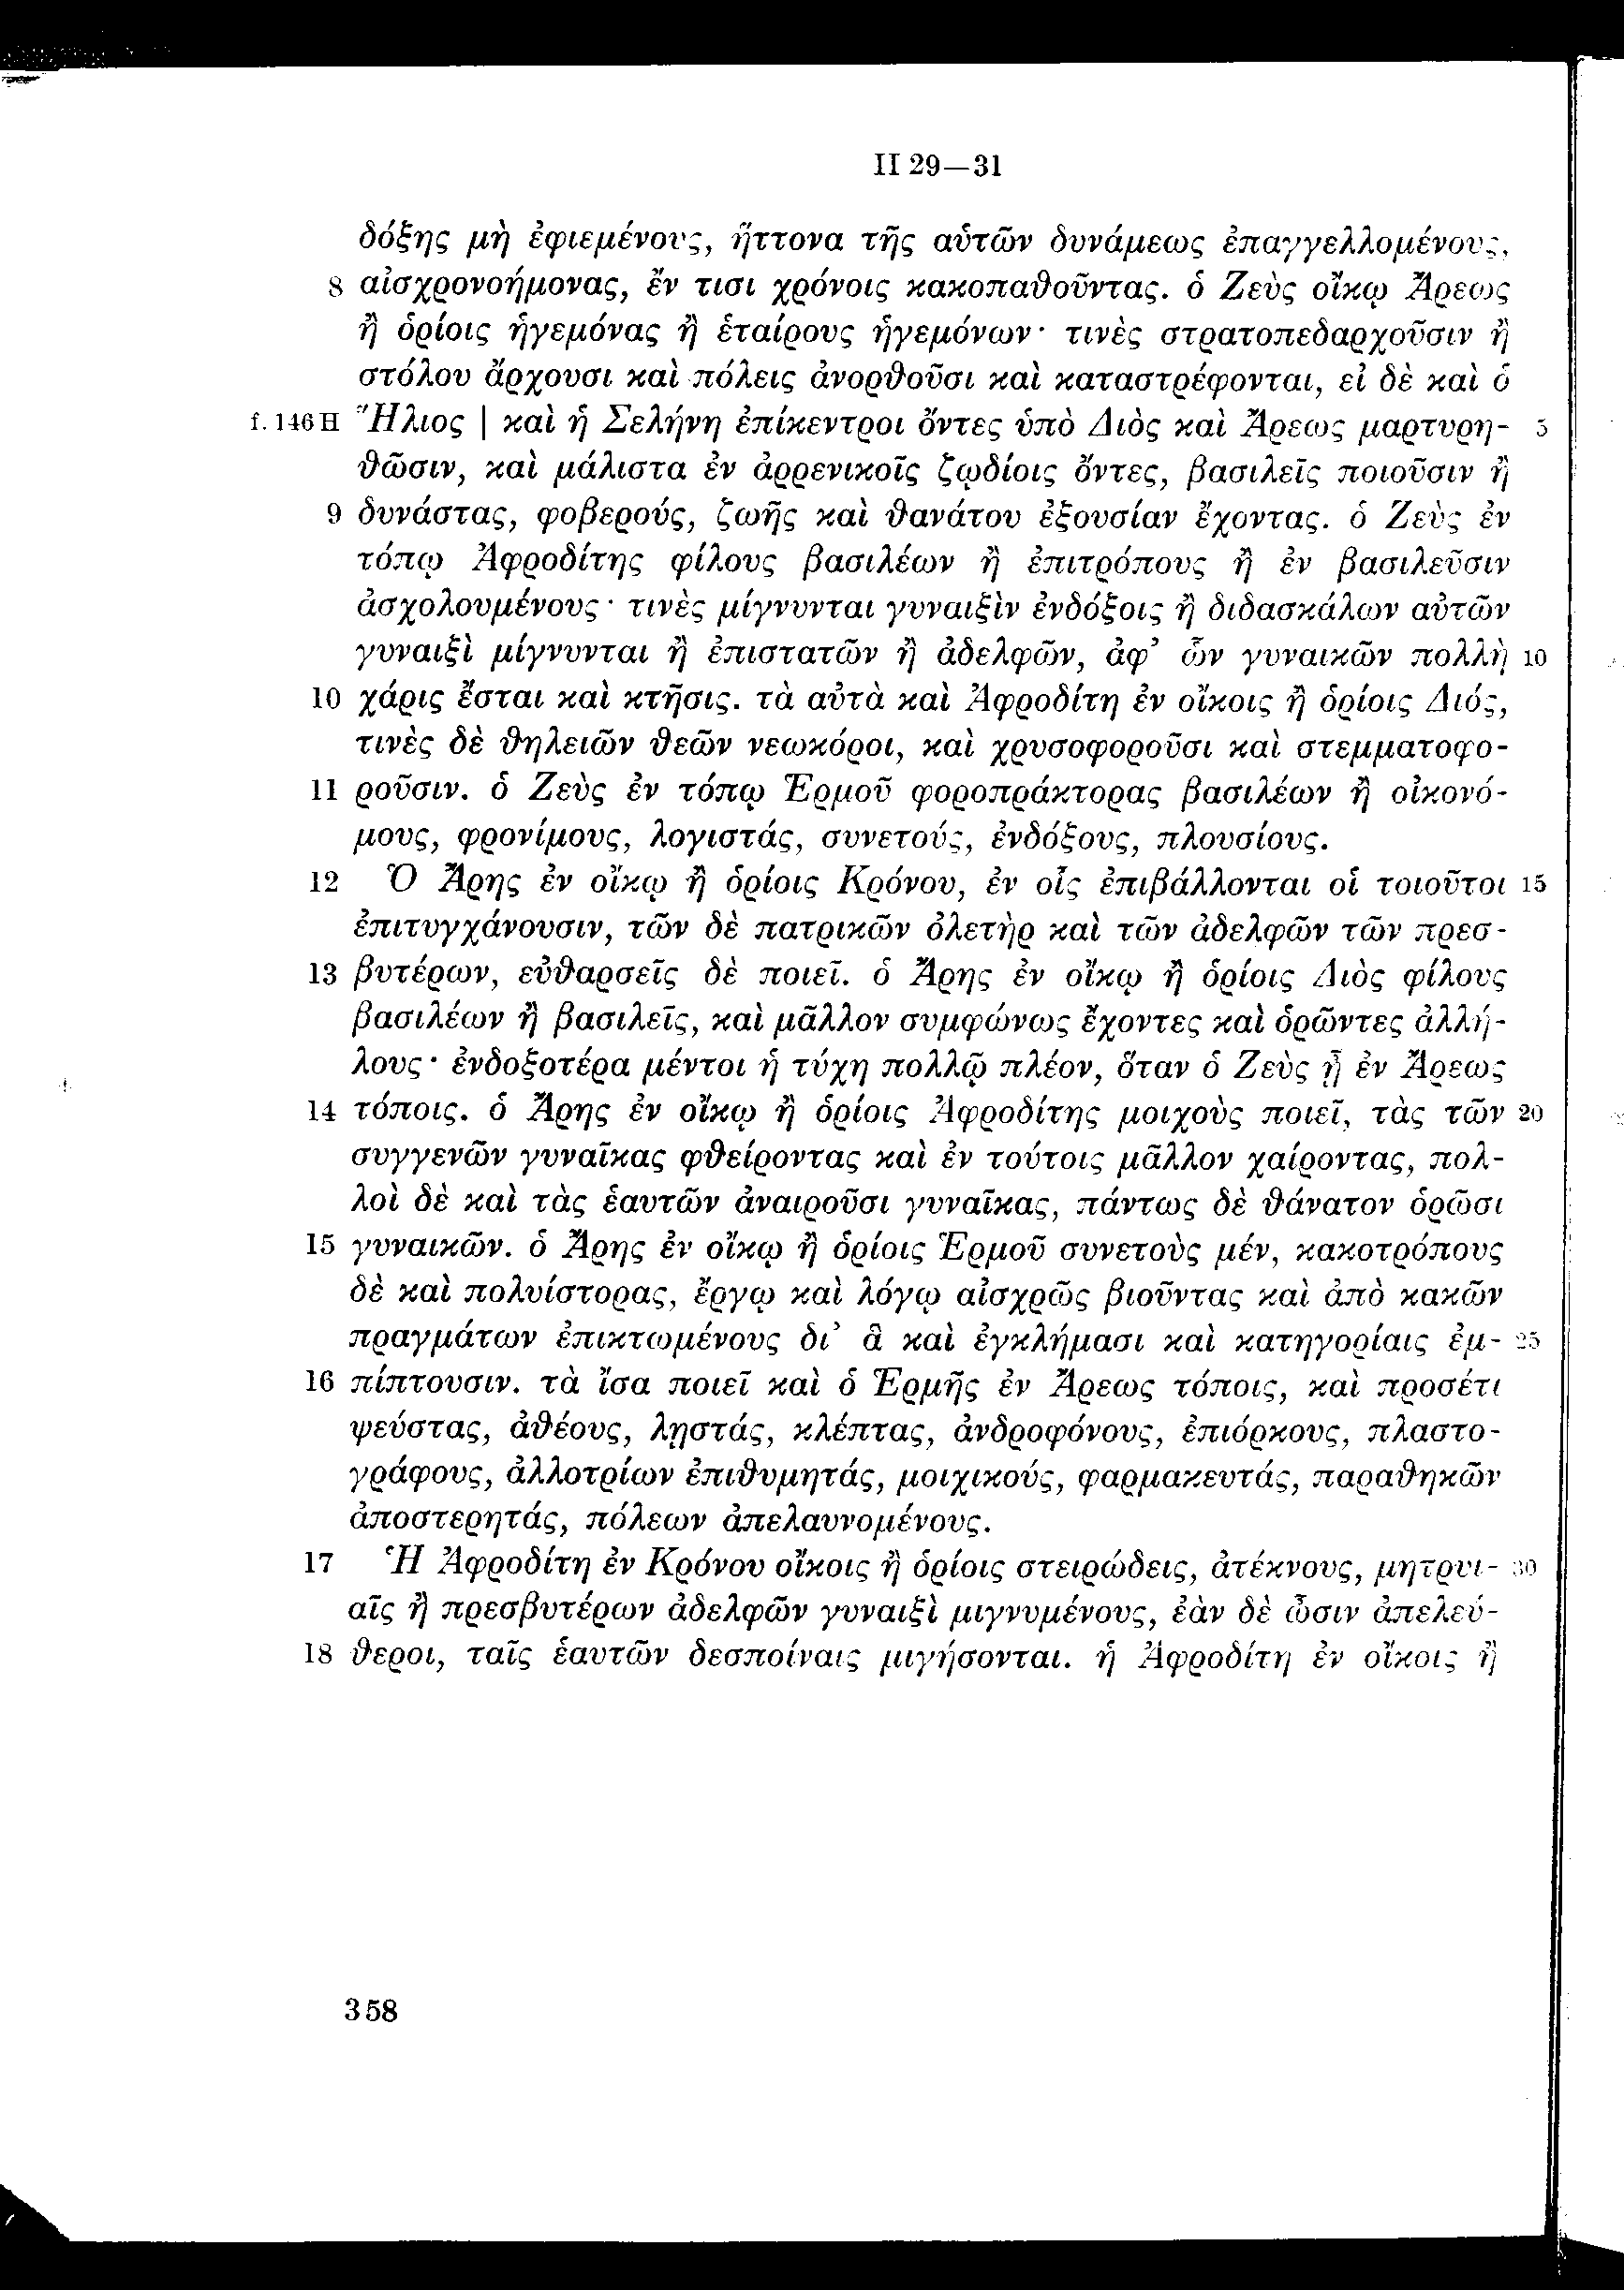 II 29—31
δόξης μὴ ἐφιεμένους, ἥττονα τῆς αὑτῶν δυνάμεως ἐπαγγελλομένους,
8 αἰσχρονοήμονας, ἔν τισι χρόνοις κακοπαθοῦντας. ὁ Ζεὺς οἴκῳ Ἄρεως
ἢ ὁρίοις ἡγεμόνας ἢ ἑταίρους ἡγεμόνων· τινὲς στρατοπεδαρχοῦσιν ἢ
στόλου ἄρχουσι καὶ πόλεις ἀνορθοῦσι καὶ καταστρέφονται, εἰ δὲ καὶ ὁ
f. 146 H Ἥλιος | καὶ ἡ Σελήνη ἐπίκεντροι ὄντες ὑπὸ Διὸς καὶ Ἄρεως μαρτυρη- 5
θῶσιν, καὶ μάλιστα ἐν ἀρρενικοῖς ζῳδίοις ὄντες, βασιλεῖς ποιοῦσιν ἢ
9 δυνάστας, φοβερούς, ζωῆς καὶ θανάτου ἐξουσίαν ἔχοντας. ὁ Ζεὺς ἐν
τόπῳ Ἀφροδίτης φίλους βασιλέων ἢ ἐπιτρόπους ἢ ἐν βασιλεῦσιν
ἀσχολουμένους· τινὲς μίγνυνται γυναιξὶν ἐνδόξοις ἢ διδασκάλων αὐτῶν
γυναιξὶ μίγνυνται ἢ ἐπιστατῶν ἢ ἀδελφῶν, ἀφ’ ὧν γυναικῶν πολλὴ 10
10 χάρις ἔσται καὶ κτῆσις. τὰ αὐτὰ καὶ Ἀφροδίτη ἐν οἴκοις ἢ ὁρίοις Διός,
τινὲς δὲ θηλειῶν θεῶν νεωκόροι, καὶ χρυσοφοροῦσι καὶ στεμματοφο-
11 ροῦσιν. ὁ Ζεὺς ἐν τόπῳ Ἑρμοῦ φοροπράκτορας βασιλέων ἢ οἰκονό-
μους, φρονίμους, λογιστάς, συνετούς, ἐνδόξους, πλουσίους.
12 Ὁ Ἄρης ἐν οἴκῳ ἢ ὁρίοις Κρόνου, ἐν οἷς ἐπιβάλλονται οἱ τοιοῦτοι 15
ἐπιτυγχάνουσιν, τῶν δὲ πατρικῶν ὀλετὴρ καὶ τῶν ἀδελφῶν τῶν πρεσ-
13 βυτέρων, εὐθαρσεῖς δὲ ποιεῖ. ὁ Ἄρης ἐν οἴκῳ ἢ ὁρίοις Διὸς φίλους
βασιλέων ἢ βασιλεῖς, καὶ μᾶλλον συμφώνως ἔχοντες καὶ ὁρῶντες ἀλλή-
λους· ἐνδοξοτέρα μέντοι ἡ τύχη πολλῷ πλέον, ὅταν ὁ Ζεὺς ᾖ ἐν Ἄρεως
14 τόποις. ὁ Ἄρης ἐν οἴκῳ ἢ ὁρίοις Ἀφροδίτης μοιχοὺς ποιεῖ, τὰς τῶν 20
συγγενῶν γυναῖκας φθείροντας καὶ ἐν τούτοις μᾶλλον χαίροντας, πολ-
λοὶ δὲ καὶ τὰς ἑαυτῶν ἀναιροῦσι γυναῖκας, πάντως δὲ θάνατον ὁρῶσι
15 γυναικῶν. ὁ Ἄρης ἐν οἴκῳ ἢ ὁρίοις Ἑρμοῦ συνετοὺς μέν, κακοτρόπους
δὲ καὶ πολυίστορας, ἔργῳ καὶ λόγῳ αἰσχρῶς βιοῦντας καὶ ἀπὸ κακῶν
πραγμάτων ἐπικτωμένους δι’ ἃ καὶ ἐγκλήμασι καὶ κατηγορίαις ἐμ- 25
16 πίπτουσιν. τὰ ἴσα ποιεῖ καὶ ὁ Ἑρμῆς ἐν Ἄρεως τόποις, καὶ προσέτι
ψεύστας, ἀθέους, λῃστάς, κλέπτας, ἀνδροφόνους, ἐπιόρκους, πλαστο-
γράφους, ἀλλοτρίων ἐπιθυμητάς, μοιχικούς, φαρμακευτάς, παραθηκῶν
ἀποστερητάς, πόλεων ἀπελαυνομένους.
17 Ἡ Ἀφροδίτη ἐν Κρόνου οἴκοις ἢ ὁρίοις στειρώδεις, ἀτέκνους, μητρυι- 30
αῖς ἢ πρεσβυτέρων ἀδελφῶν γυναιξὶ μιγνυμένους, ἐὰν δὲ ὦσιν ἀπελεύ-
18 θεροι, ταῖς ἑαυτῶν δεσποίναις μιγήσονται. ἡ Ἀφροδίτη ἐν οἴκοις ἢ
358